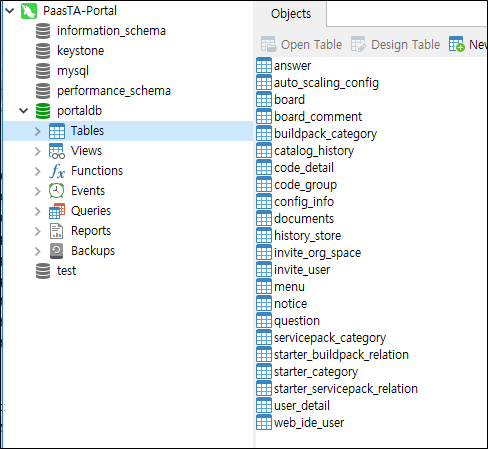 PaasTA-Portal
information_schema
keystone
mysql
performance_schema
portaldb
Tables
Views
fx Functions
Events
Queries
Reports
Backups
test
Objects
Open Table Design Table New
answer
auto_scaling_config
board
board_comment
buildpack_category
catalog_history
code_detail
code_group
config_info
documents
history_store
invite_org_space
invite_user
menu
notice
question
servicepack_category
starter_buildpack_relation
starter_category
starter_servicepack_relation
user_detail
web_ide_user